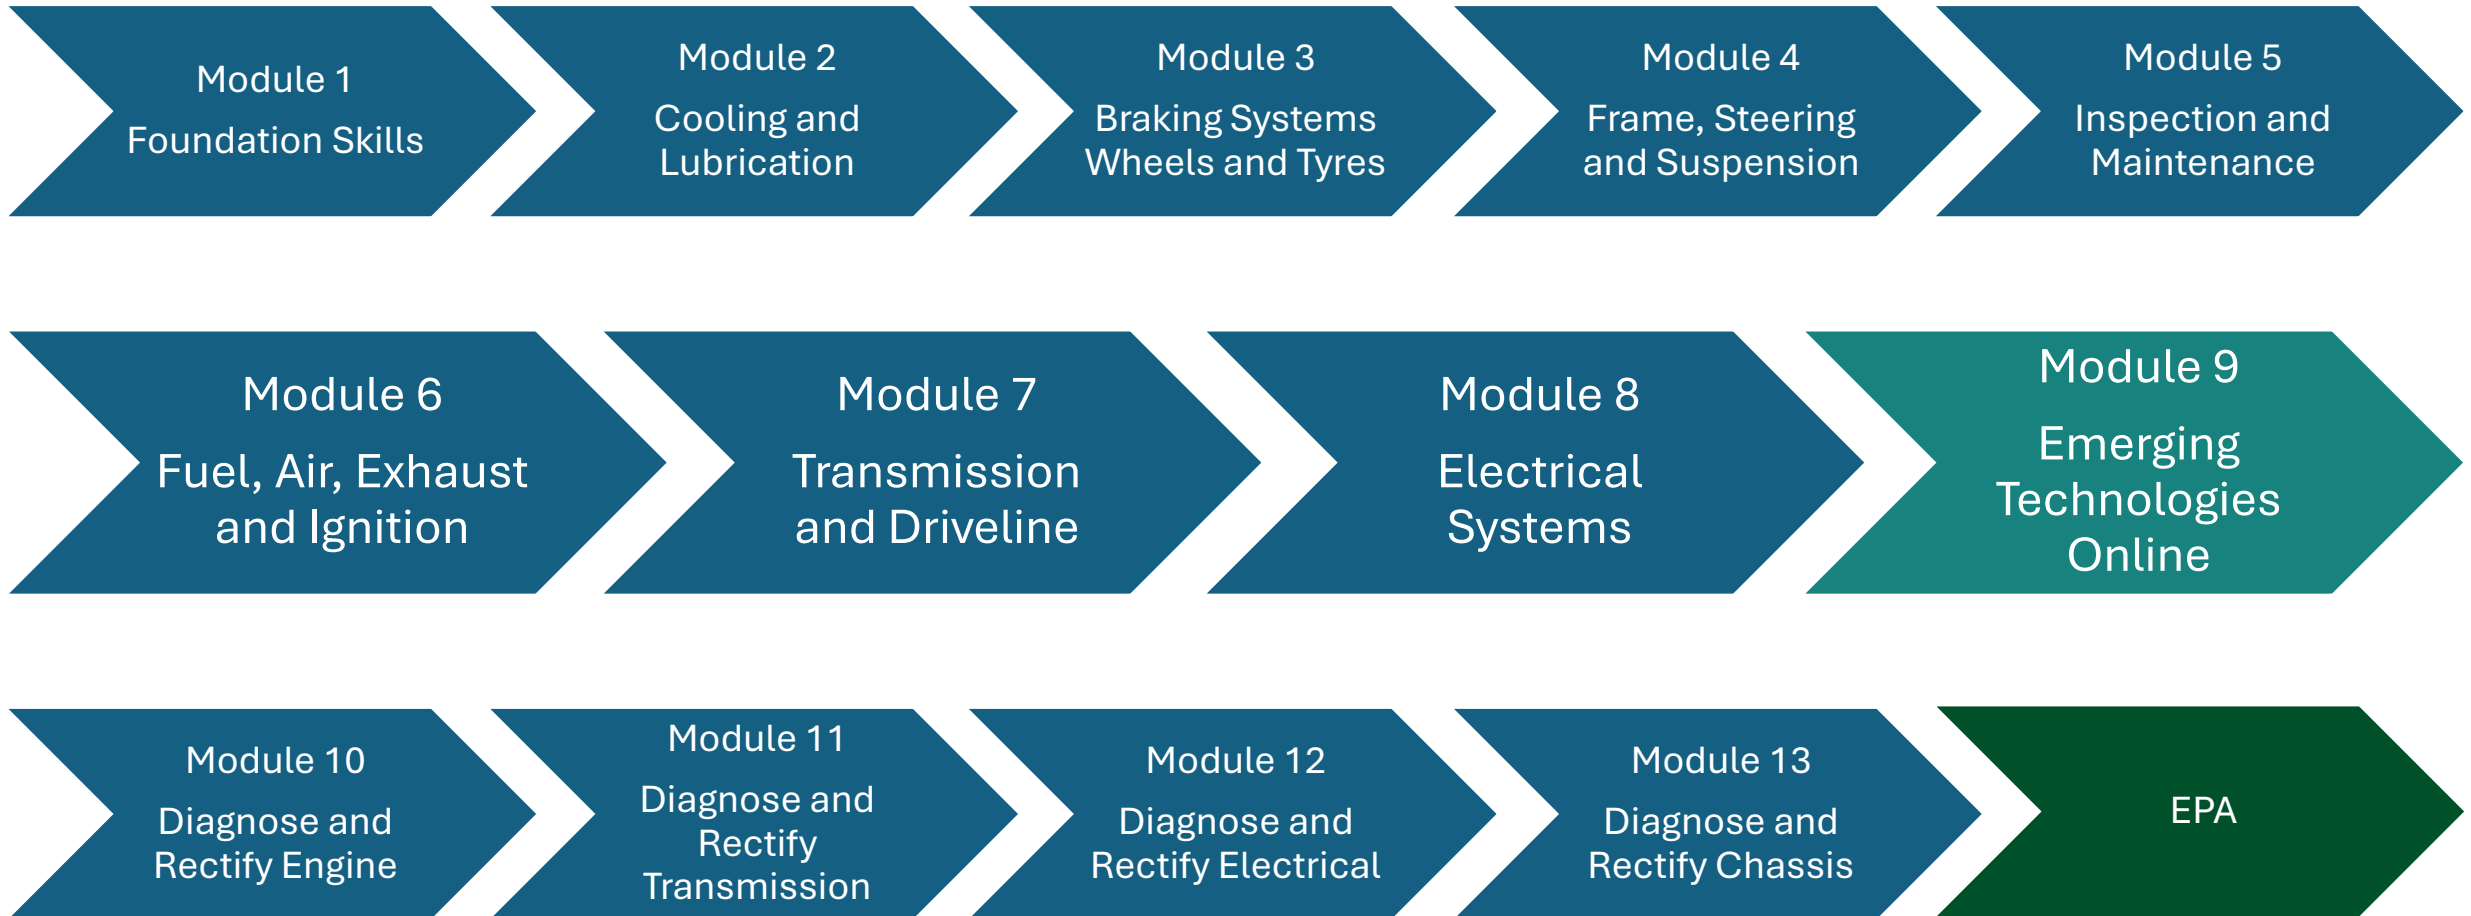 Module 1
Foundation Skills
Module 2
Cooling and
Lubrication
Module 3
Braking Systems
Wheels and Tyres
Module 4
Frame, Steering
and Suspension
Module 5
Inspection and
Maintenance
Module 6
Fuel, Air, Exhaust
and Ignition
Module 7
Transmission
and Driveline
Module 8
Electrical
Systems
Module 9
Emerging
Technologies
Online
Module 10
Diagnose and
Rectify Engine
Module 11
Diagnose and
Rectify
Transmission
Module 12
Diagnose and
Rectify Electrical
Module 13
Diagnose and
Rectify Chassis
EPA